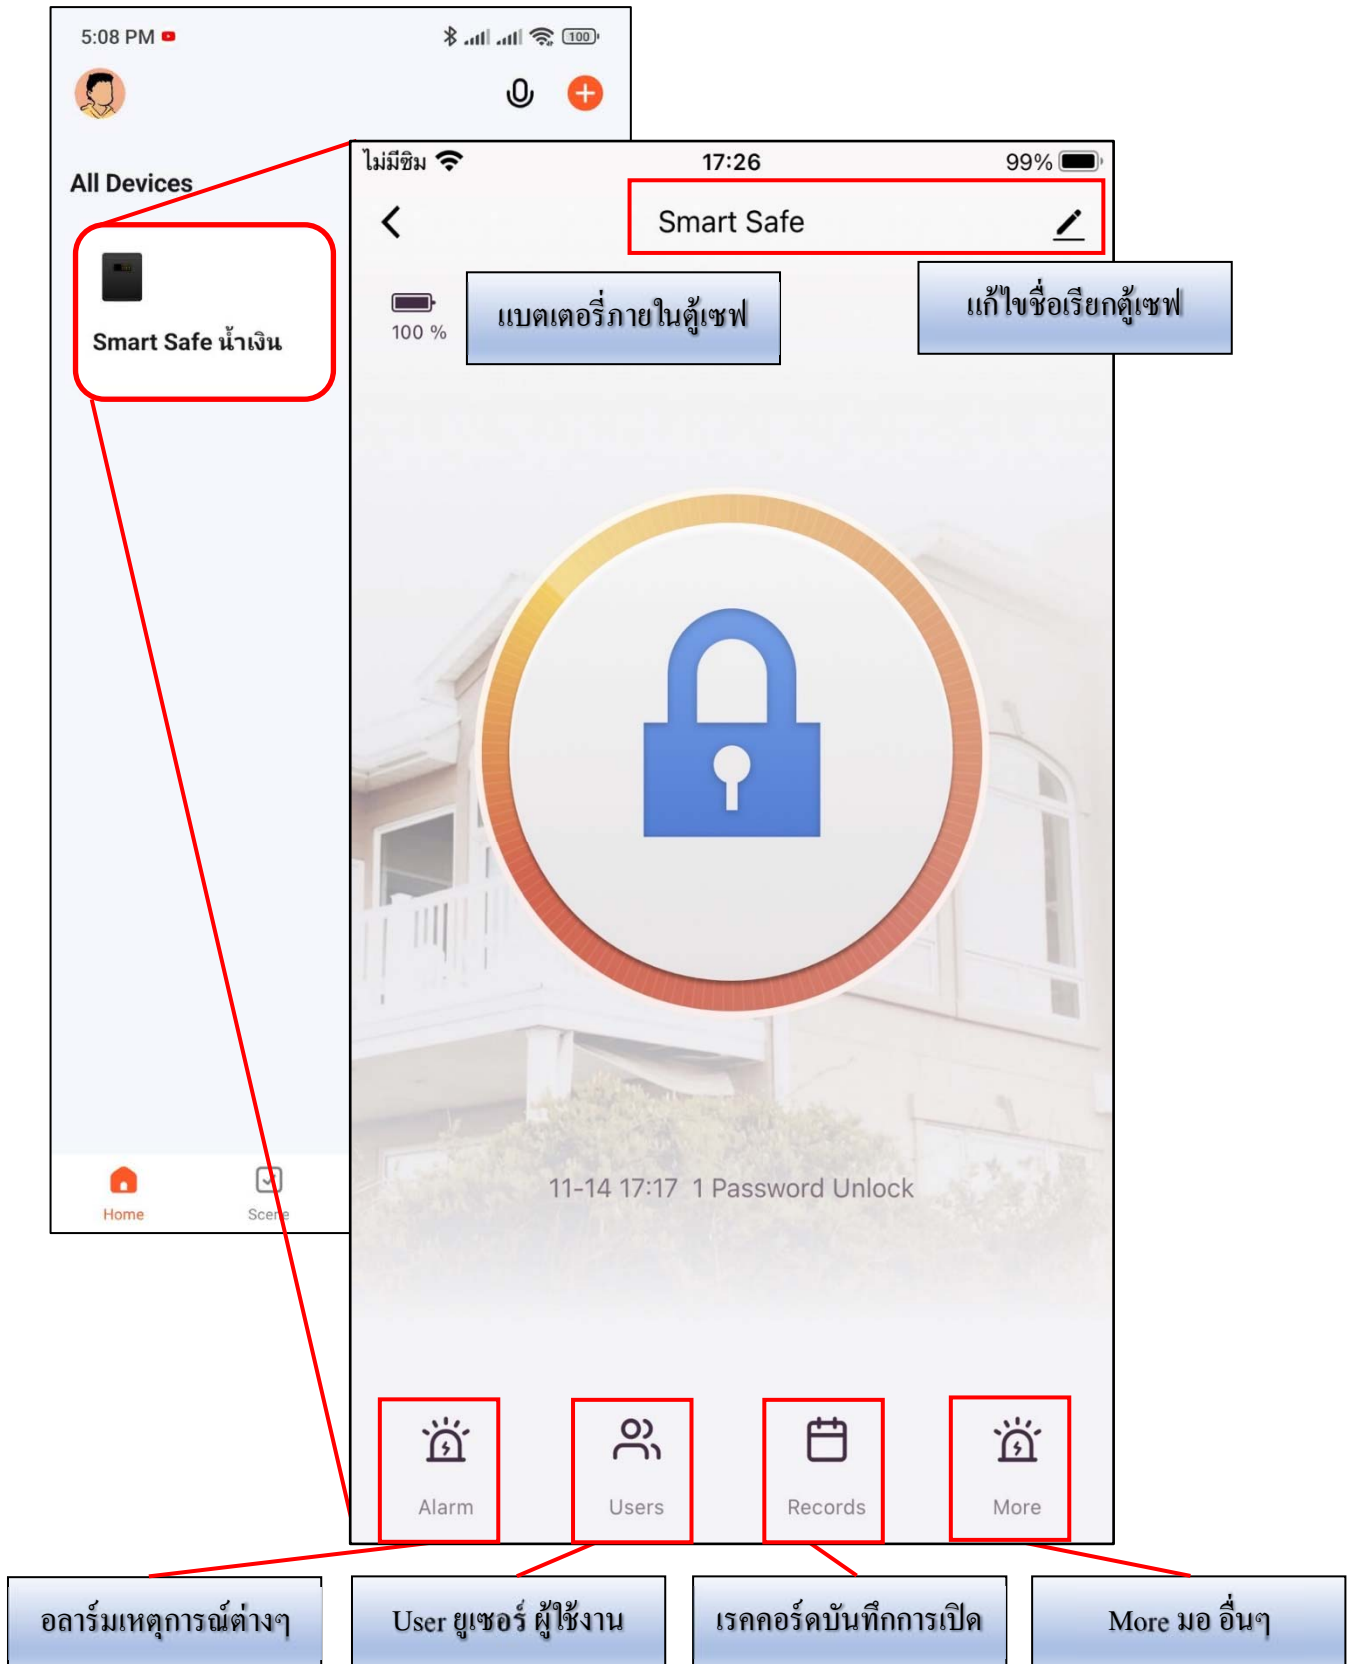 5:08 PM
100
All Devices
Smart Safe น้ำเงิน
Home
Scene
ไม่มีซิม
17:26
99%
Smart Safe
แก้ไขชื่อเรียกตู้เซฟ
แบตเตอรี่ภายในตู้เซฟ
100 %
11-14 17:17 1 Password Unlock
Alarm
Users
Records
More
อลาร์มเหตุการณ์ต่างๆ
User ยูเซอร์ ผู้ใช้งาน
เรคคอร์ดบันทึกการเปิด
More มอ อื่นๆ